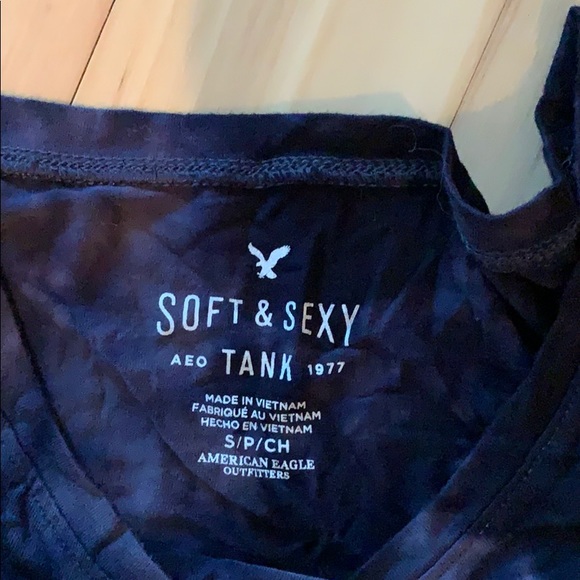 SOFT & SEXY
AEO TANK 1977
MADE IN VIETNAM
FABRIQUÉ AU VIETNAM
HECHO EN VIETNAM
S/P/CH
AMERICAN EAGLE
OUTFITTERS